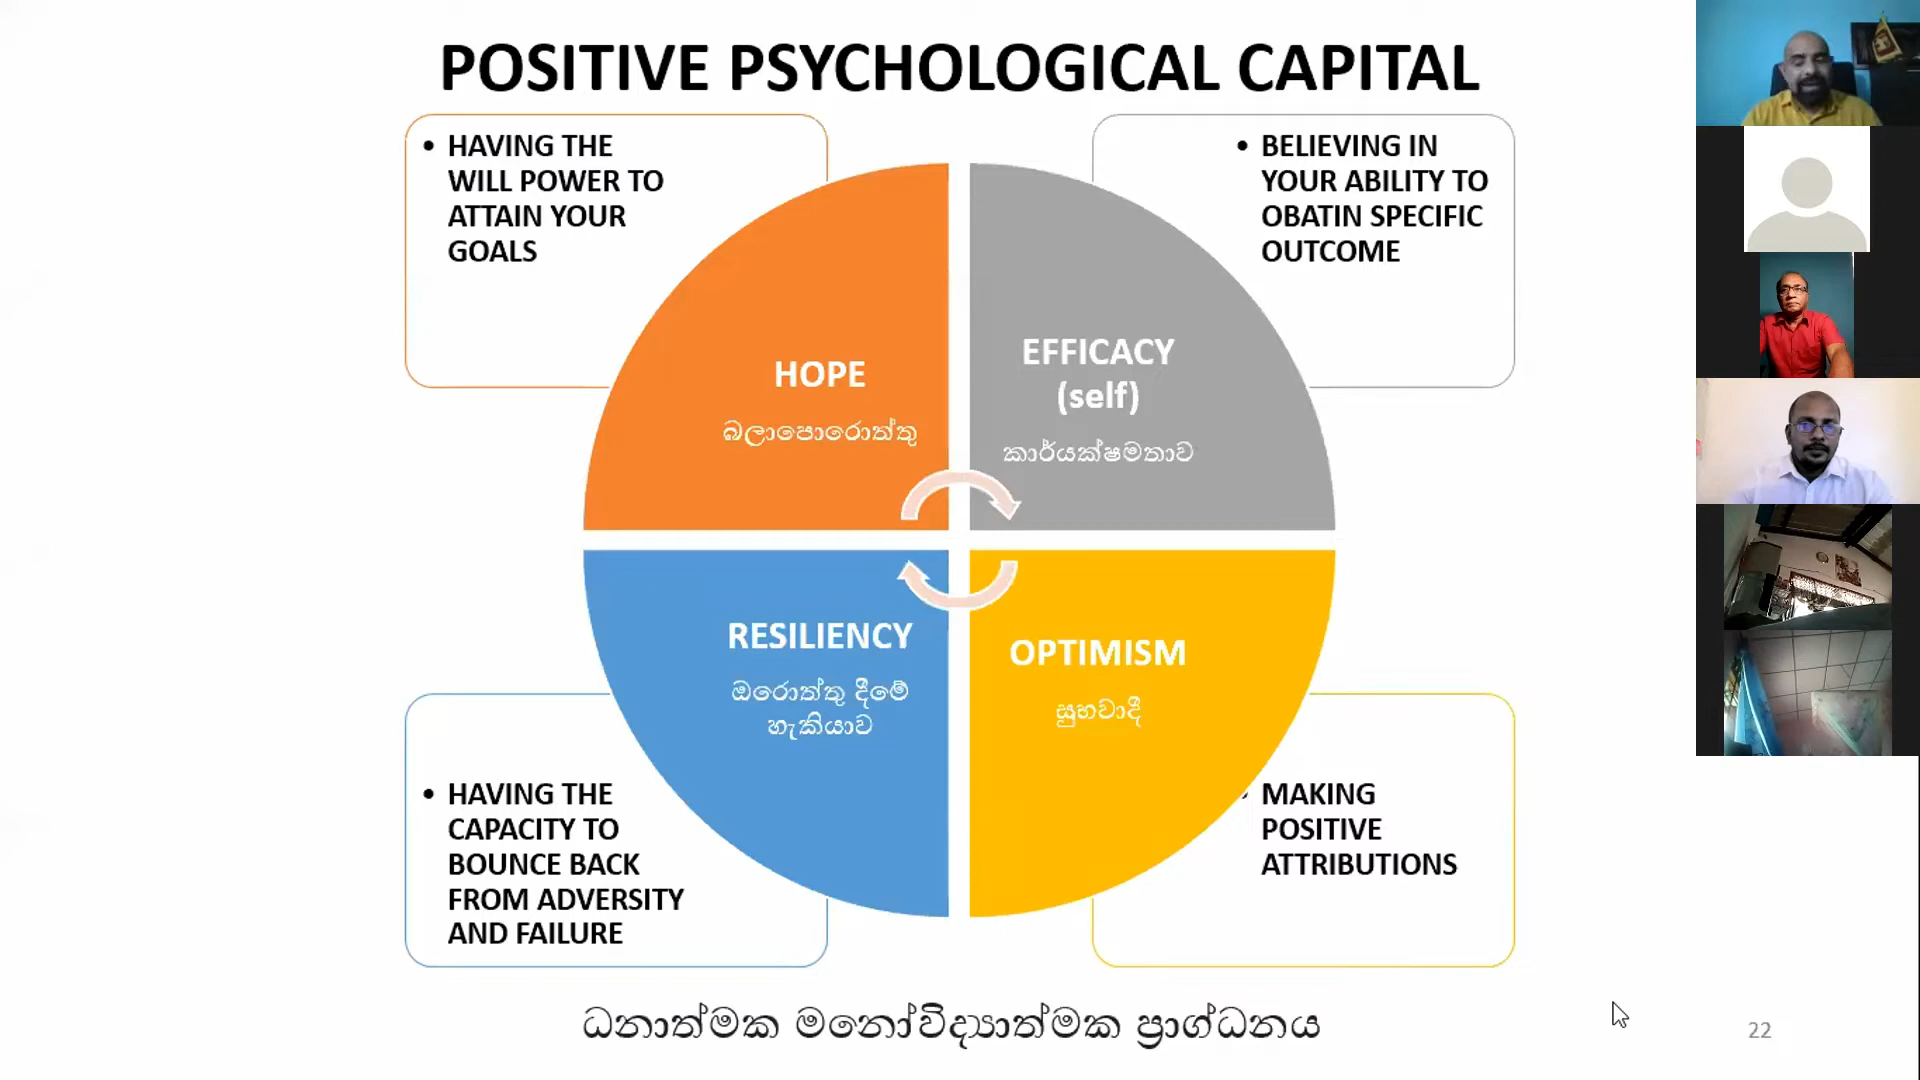 POSITIVE PSYCHOLOGICAL CAPITAL
• HAVING THE
WILL POWER TO
ATTAIN YOUR
GOALS
• BELIEVING IN
YOUR ABILITY TO
OBATIN SPECIFIC
OUTCOME
HOPE
බලාපොරොත්තු
EFFICACY
(self)
කාර්යක්ෂමතාව
RESILIENCY
ඔරොත්තු දීමේ
හැකියාව
OPTIMISM
සුභවාදී
• HAVING THE
CAPACITY TO
BOUNCE BACK
FROM ADVERSITY
AND FAILURE
• MAKING
POSITIVE
ATTRIBUTIONS
ධනාත්මක මනෝවිද්‍යාත්මක ප්‍රාග්ධනය
22